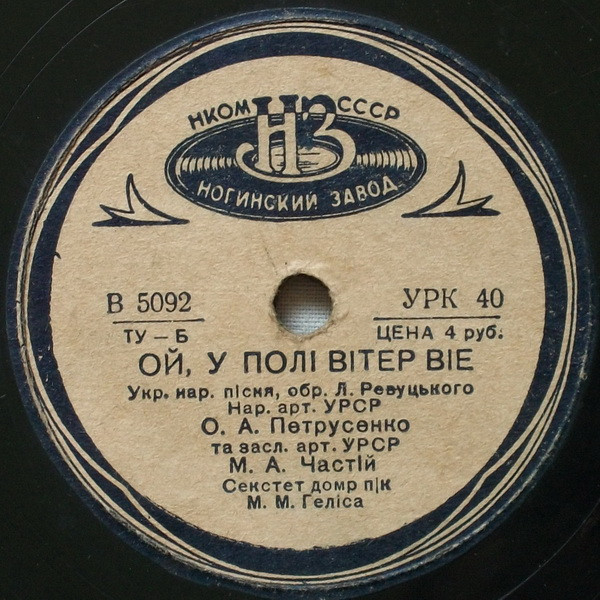 НКОМ НЗ СССР
НОГИНСКИЙ ЗАВОД
В 5092 УРК 40
ТУ – Б ЦЕНА 4 руб.
ОЙ, У ПОЛІ ВІТЕР ВІЕ
Укр. нар. пісня, обр. Л. Ревуцького
Нар. арт. УРСР
О. А. Петрусенко
та засл. арт. УРСР
М. А. Частій
Секстет домр п|к
М. М. Геліса